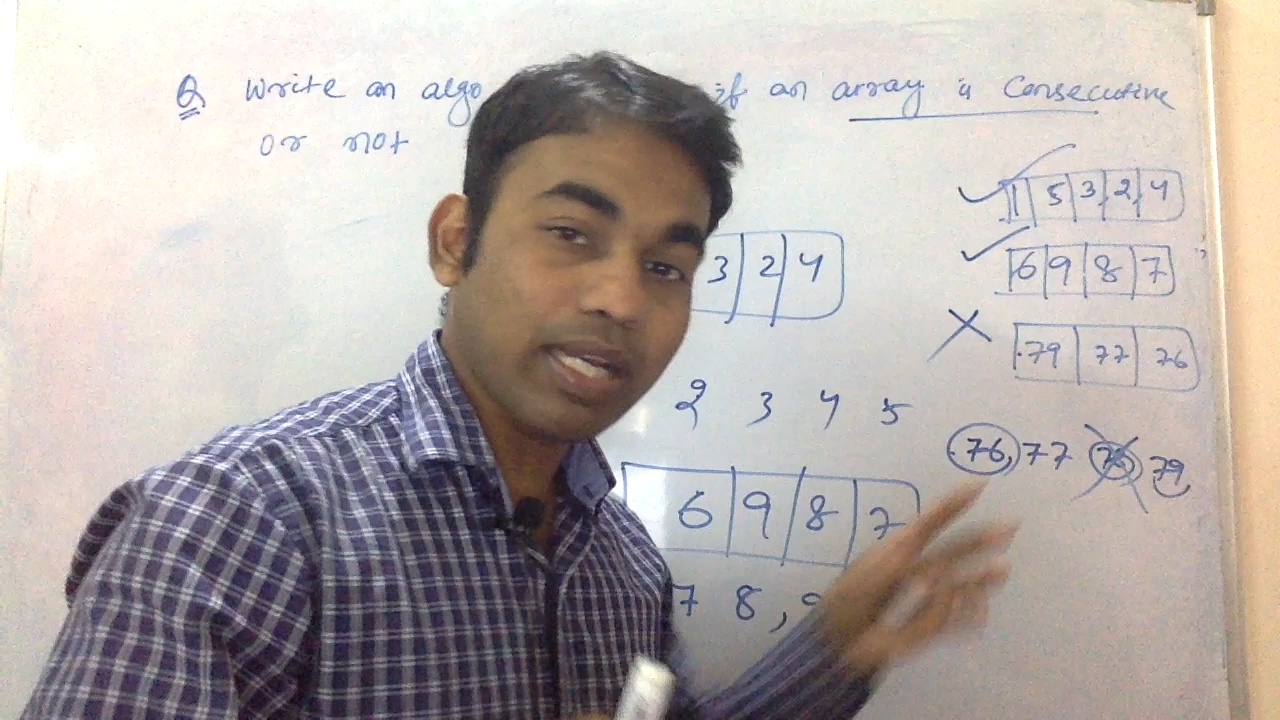 Q Write an algo if an array is Consecutive
or not
1 5 3 2 4
6 9 8 7
3 2 4
79 77 76
2 3 4 5
76, 77 79
6 9 8 7
7 8, 9